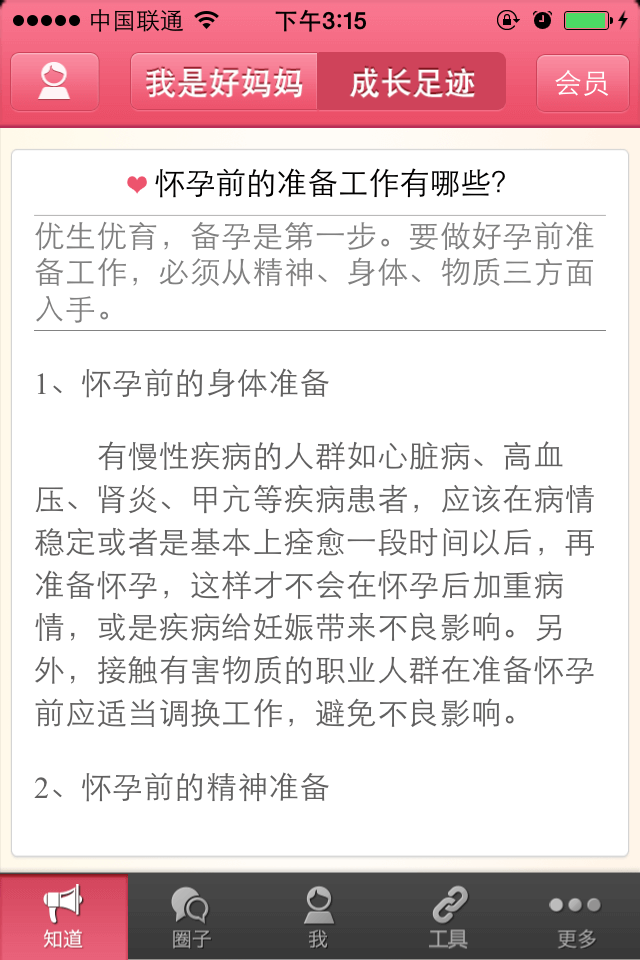 中国联通 下午3:15
我是好妈妈 成长足迹 会员
怀孕前的准备工作有哪些?
优生优育，备孕是第一步。要做好孕前准
备工作，必须从精神、身体、物质三方面
入手。
1、怀孕前的身体准备
有慢性疾病的人群如心脏病、高血
压、肾炎、甲亢等疾病患者，应该在病情
稳定或者是基本上痊愈一段时间以后，再
准备怀孕，这样才不会在怀孕后加重病
情，或是疾病给妊娠带来不良影响。另
外，接触有害物质的职业人群在准备怀孕
前应适当调换工作，避免不良影响。
2、怀孕前的精神准备
知道 圈子 我 工具 更多